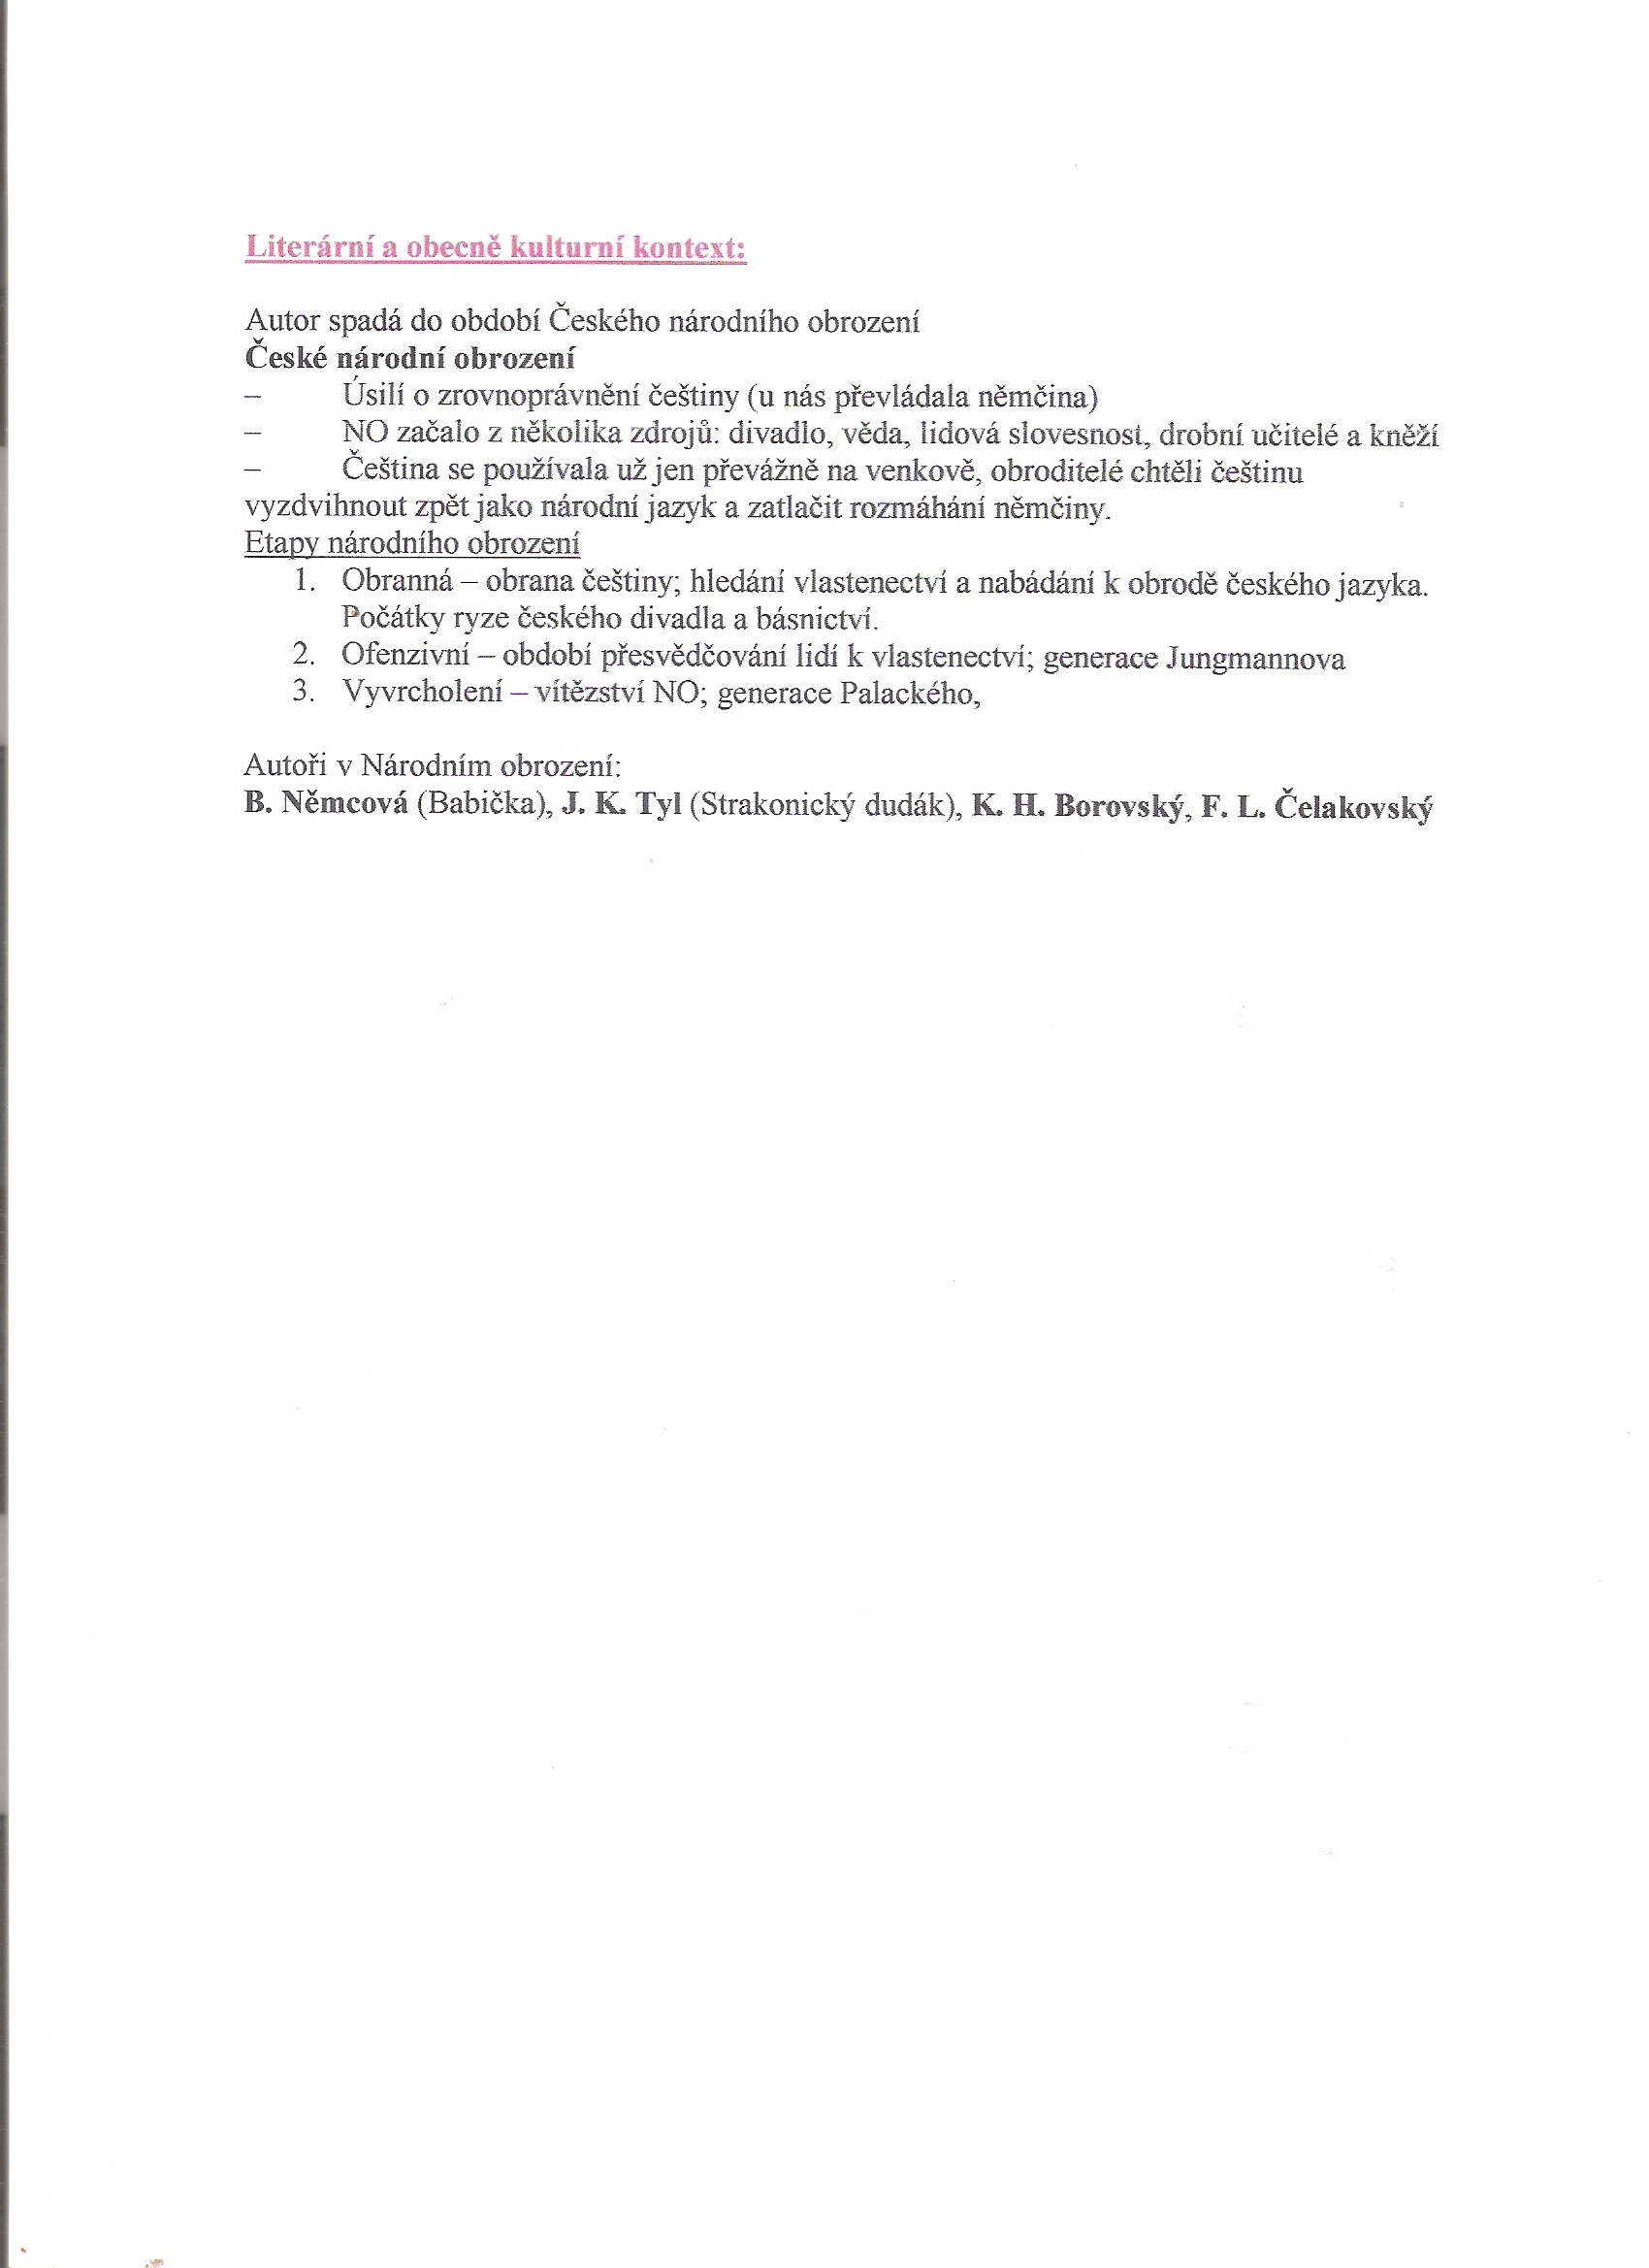 Literární a obecně kulturní kontext:
Autor spadá do období Českého národního obrození
České národní obrození
– Úsilí o zrovnoprávnění češtiny (u nás převládala němčina)
– NO začalo z několika zdrojů: divadlo, věda, lidová slovesnost, drobní učitelé a kněží
– Čeština se používala už jen převážně na venkově, obroditelé chtěli češtinu
vyzdvihnout zpět jako národní jazyk a zatlačit rozmáhání němčiny.
Etapy národního obrození
1. Obranná – obrana češtiny; hledání vlastenectví a nabádání k obrodě českého jazyka.
Počátky ryze českého divadla a básnictví.
2. Ofenzivní – období přesvědčování lidí k vlastenectví; generace Jungmannova
3. Vyvrcholení – vítězství NO; generace Palackého,
Autoři v Národním obrození:
B. Němcová (Babička), J. K. Tyl (Strakonický dudák), K. H. Borovský, F. L. Čelakovský